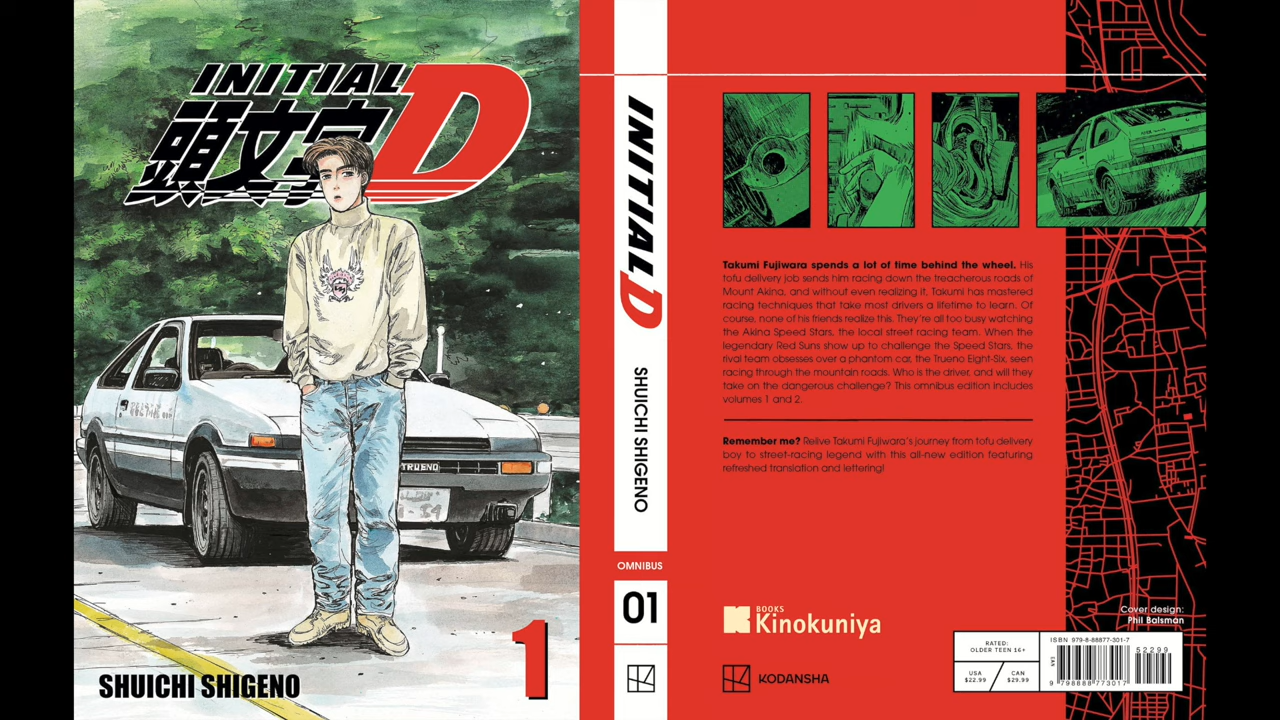 INITIAL D
頭文字
SHUICHI SHIGENO
1
INITIAL D
SHUICHI SHIGENO
OMNIBUS
01
Takumi Fujiwara spends a lot of time behind the wheel. His
tofu delivery job sends him racing down the treacherous roads of
Mount Akina, and without even realizing it, Takumi has mastered
racing techniques that take most drivers a lifetime to learn. Of
course, none of his friends realize this. They're all too busy watching
the Akina Speed Stars, the local street racing team. When the
legendary Red Suns show up to challenge the Speed Stars, the
rival team obsesses over a phantom car, the Trueno Eight-Six, seen
racing through the mountain roads. Who is the driver, and will they
take on the dangerous challenge? This omnibus edition includes
volumes 1 and 2.
Remember me? Relive Takumi Fujiwara's journey from tofu delivery
boy to street-racing legend with this all-new edition featuring
refreshed translation and lettering!
BOOKS
Kinokuniya
KODANSHA
Cover design:
Phil Balsman
RATED:
OLDER TEEN 16+
USA
$22.99
CAN
$29.99
ISBN 979-8-88877-301-7
52299
EAN
9 798888 773017
TRUENO